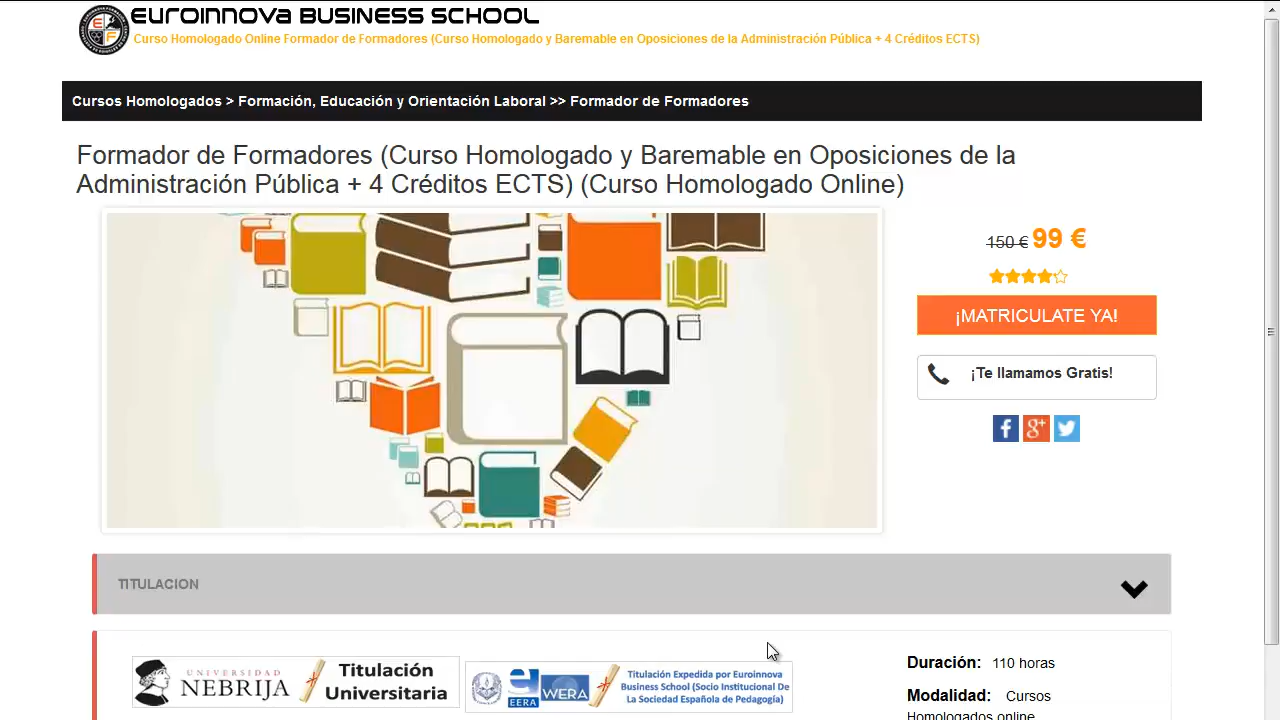 EUROINNOVA BUSINESS SCHOOL
Curso Homologado Online Formador de Formadores (Curso Homologado y Baremable en Oposiciones de la Administración Pública + 4 Créditos ECTS)
Cursos Homologados > Formación, Educación y Orientación Laboral >> Formador de Formadores
Formador de Formadores (Curso Homologado y Baremable en Oposiciones de la
Administración Pública + 4 Créditos ECTS) (Curso Homologado Online)
150 € 99 €
¡MATRICULATE YA!
¡Te llamamos Gratis!
TITULACION
UNIVERSIDAD
NEBRIJA
Titulación
Universitaria
EERA
WERA
Titulación Expedida por Euroinnova
Business School (Socio Institucional De
La Sociedad Española de Pedagogía)
Duración: 110 horas
Modalidad: Cursos
Homologados online